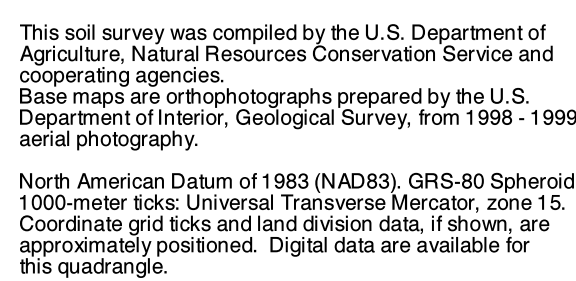 This soil survey was compiled by the U.S. Department of
Agriculture, Natural Resources Conservation Service and
cooperating agencies.
Base maps are orthophotographs prepared by the U.S.
Department of Interior, Geological Survey, from 1998 - 1999
aerial photography.
North American Datum of 1983 (NAD83). GRS-80 Spheroid
1000-meter ticks: Universal Transverse Mercator, zone 15.
Coordinate grid ticks and land division data, if shown, are
approximately positioned.  Digital data are available for
this quadrangle.